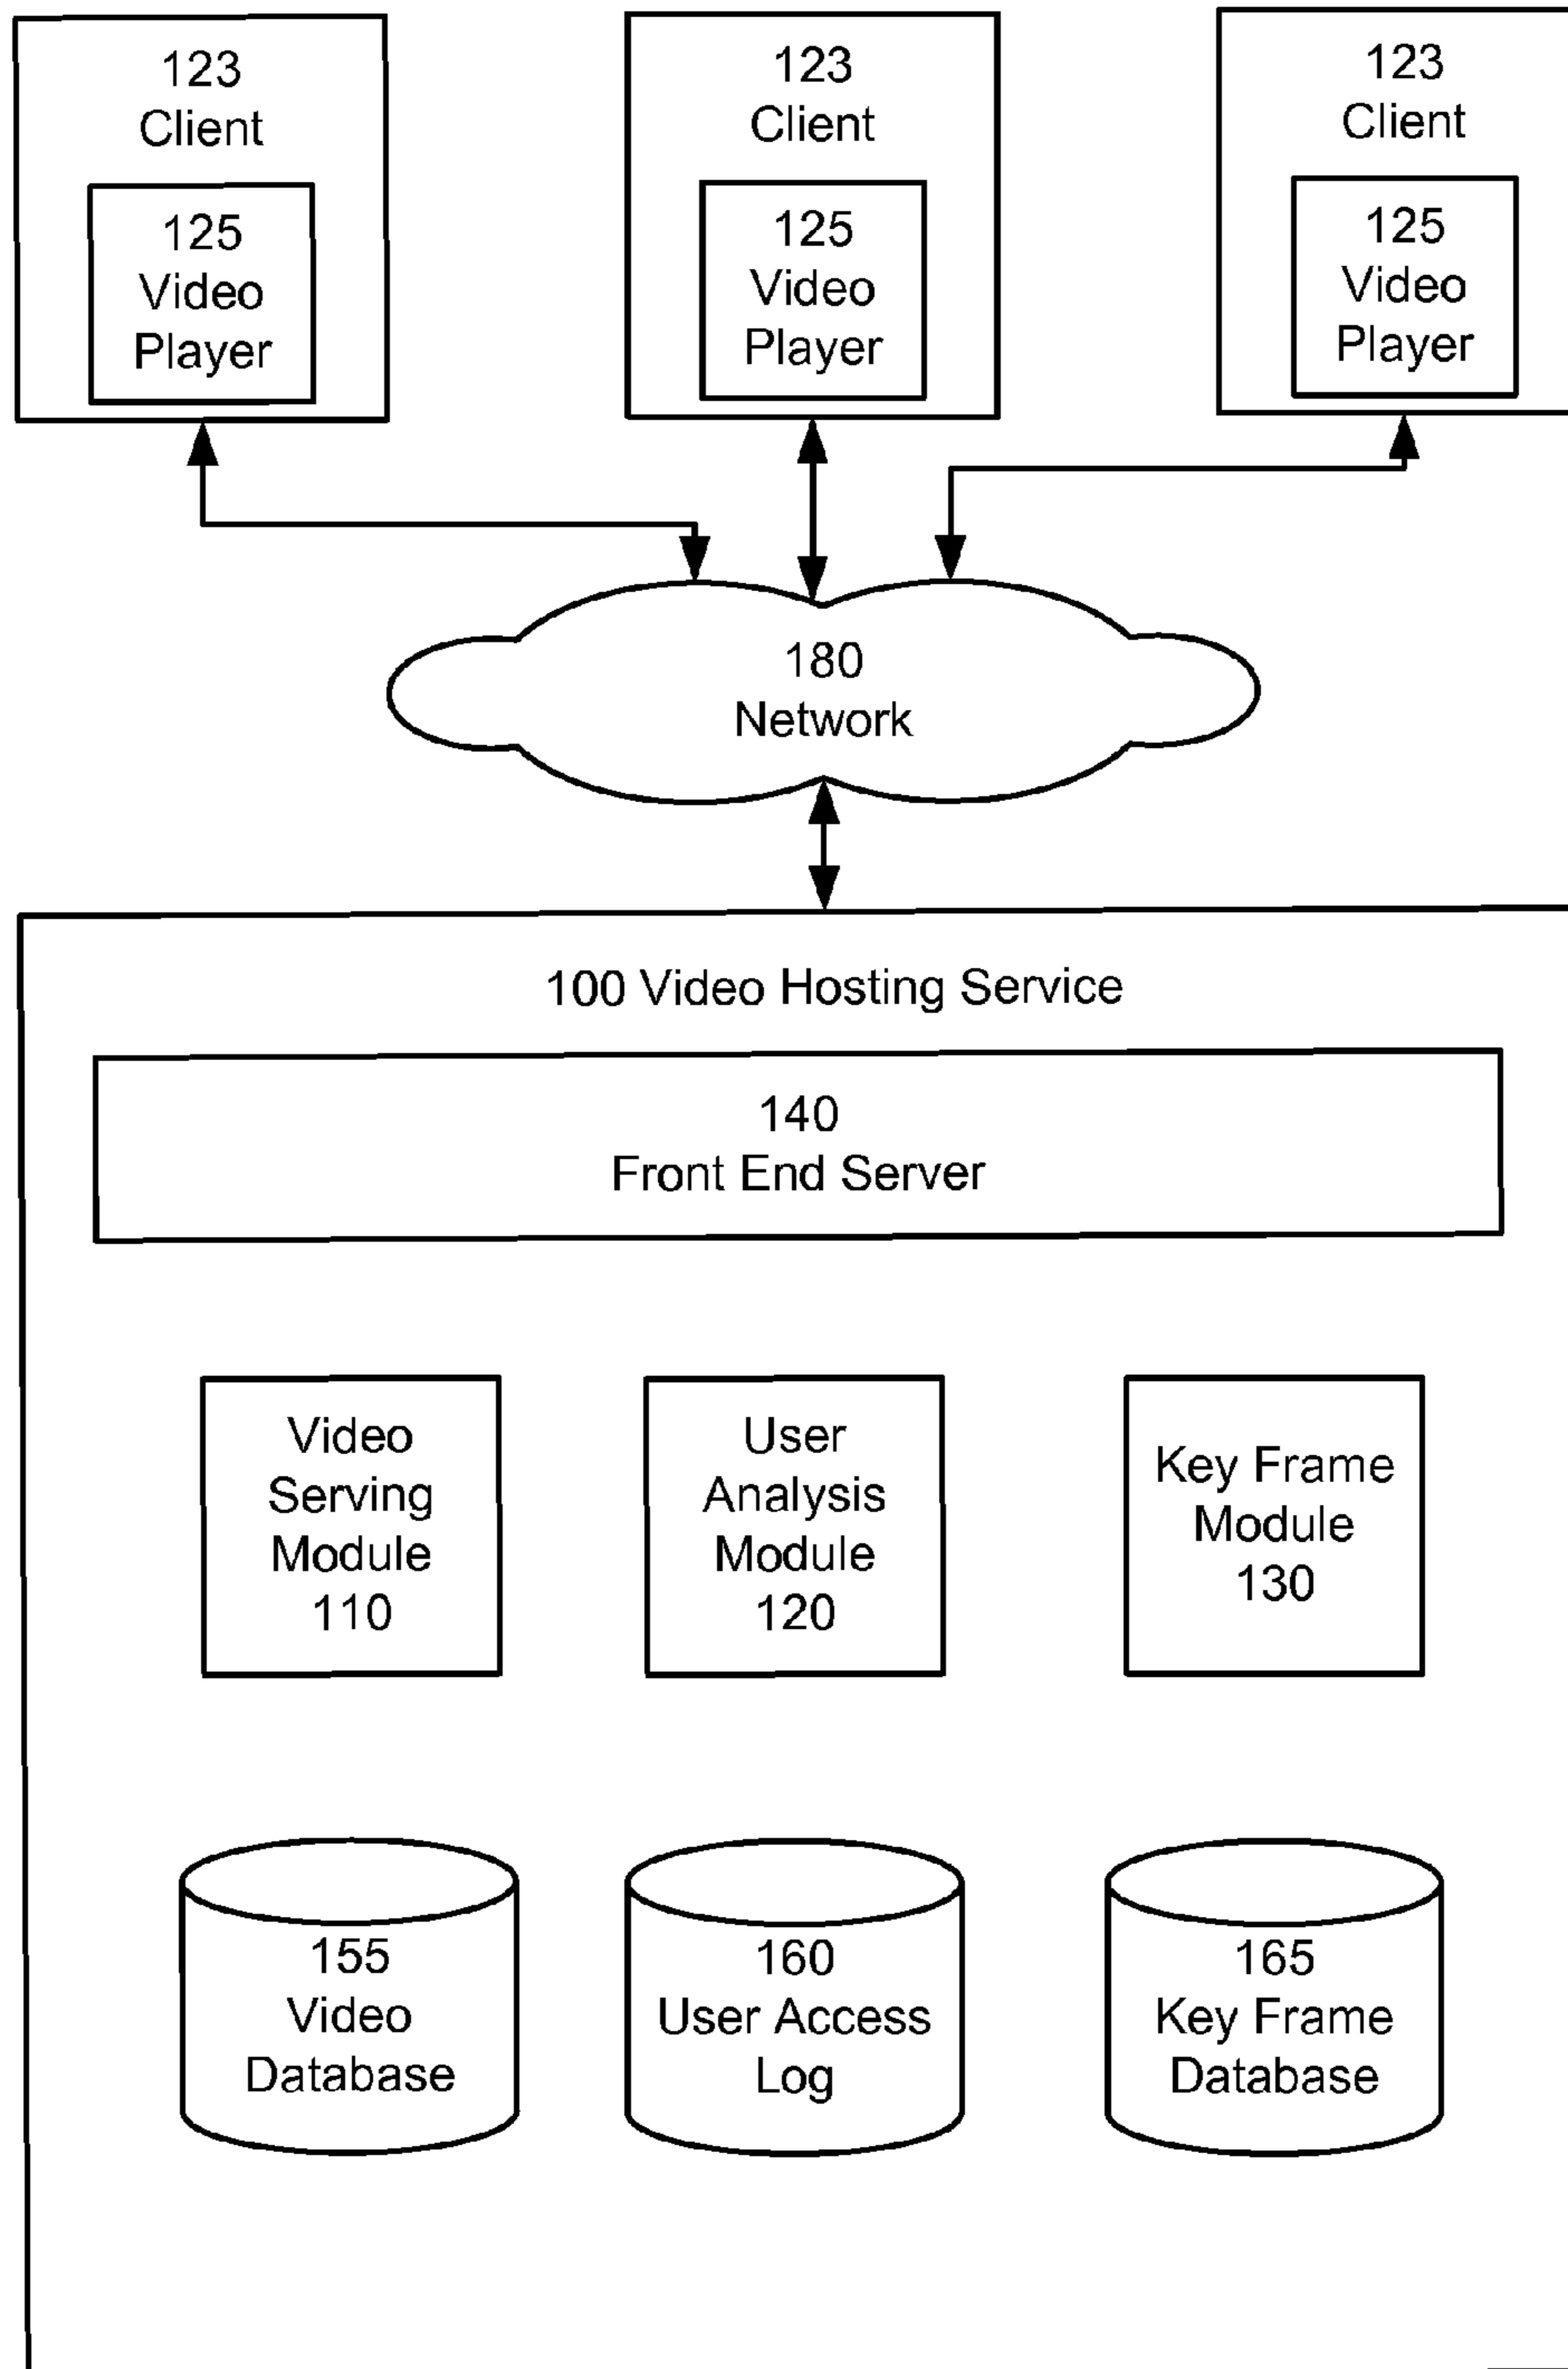 123
Client
125
Video
Player
123
Client
125
Video
Player
123
Client
125
Video
Player
180
Network
100 Video Hosting Service
140
Front End Server
Video
Serving
Module
110
User
Analysis
Module
120
Key Frame
Module
130
155
Video
Database
160
User Access
Log
165
Key Frame
Database